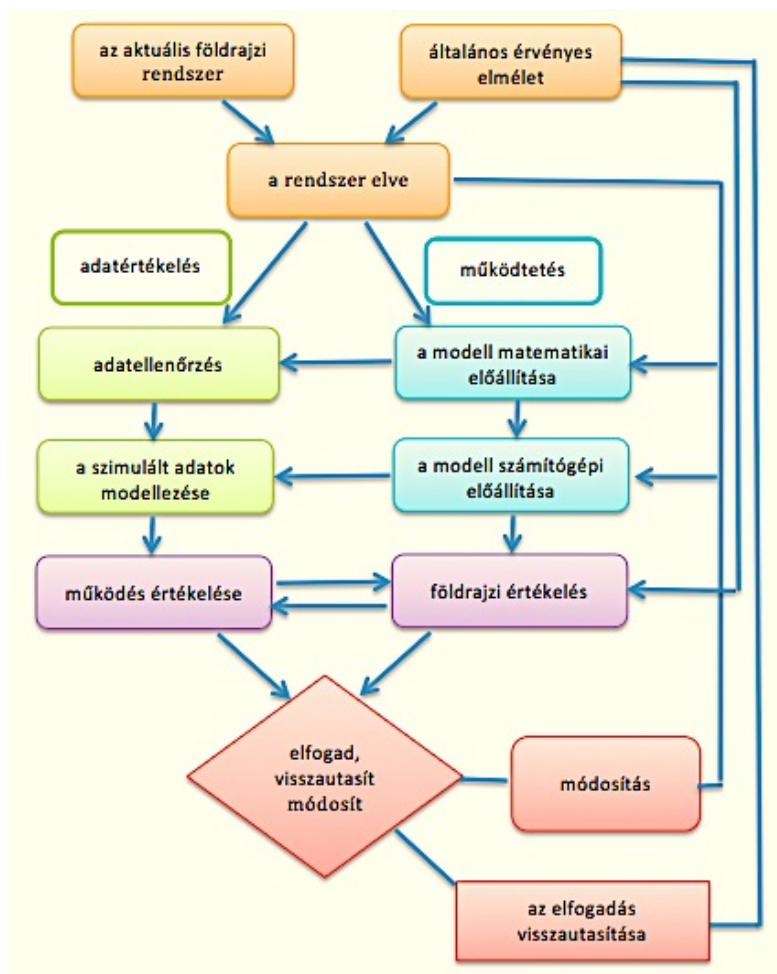 az aktuális földrajzi
rendszer
általános érvényes
elmélet
a rendszer elve
adatértékelés
működtetés
adatellenőrzés
a modell matematikai
előállítása
a szimulált adatok
modellezése
a modell számítógépi
előállítása
működés értékelése
földrajzi értékelés
elfogad,
visszautasít
módosít
módosítás
az elfogadás
visszautasítása